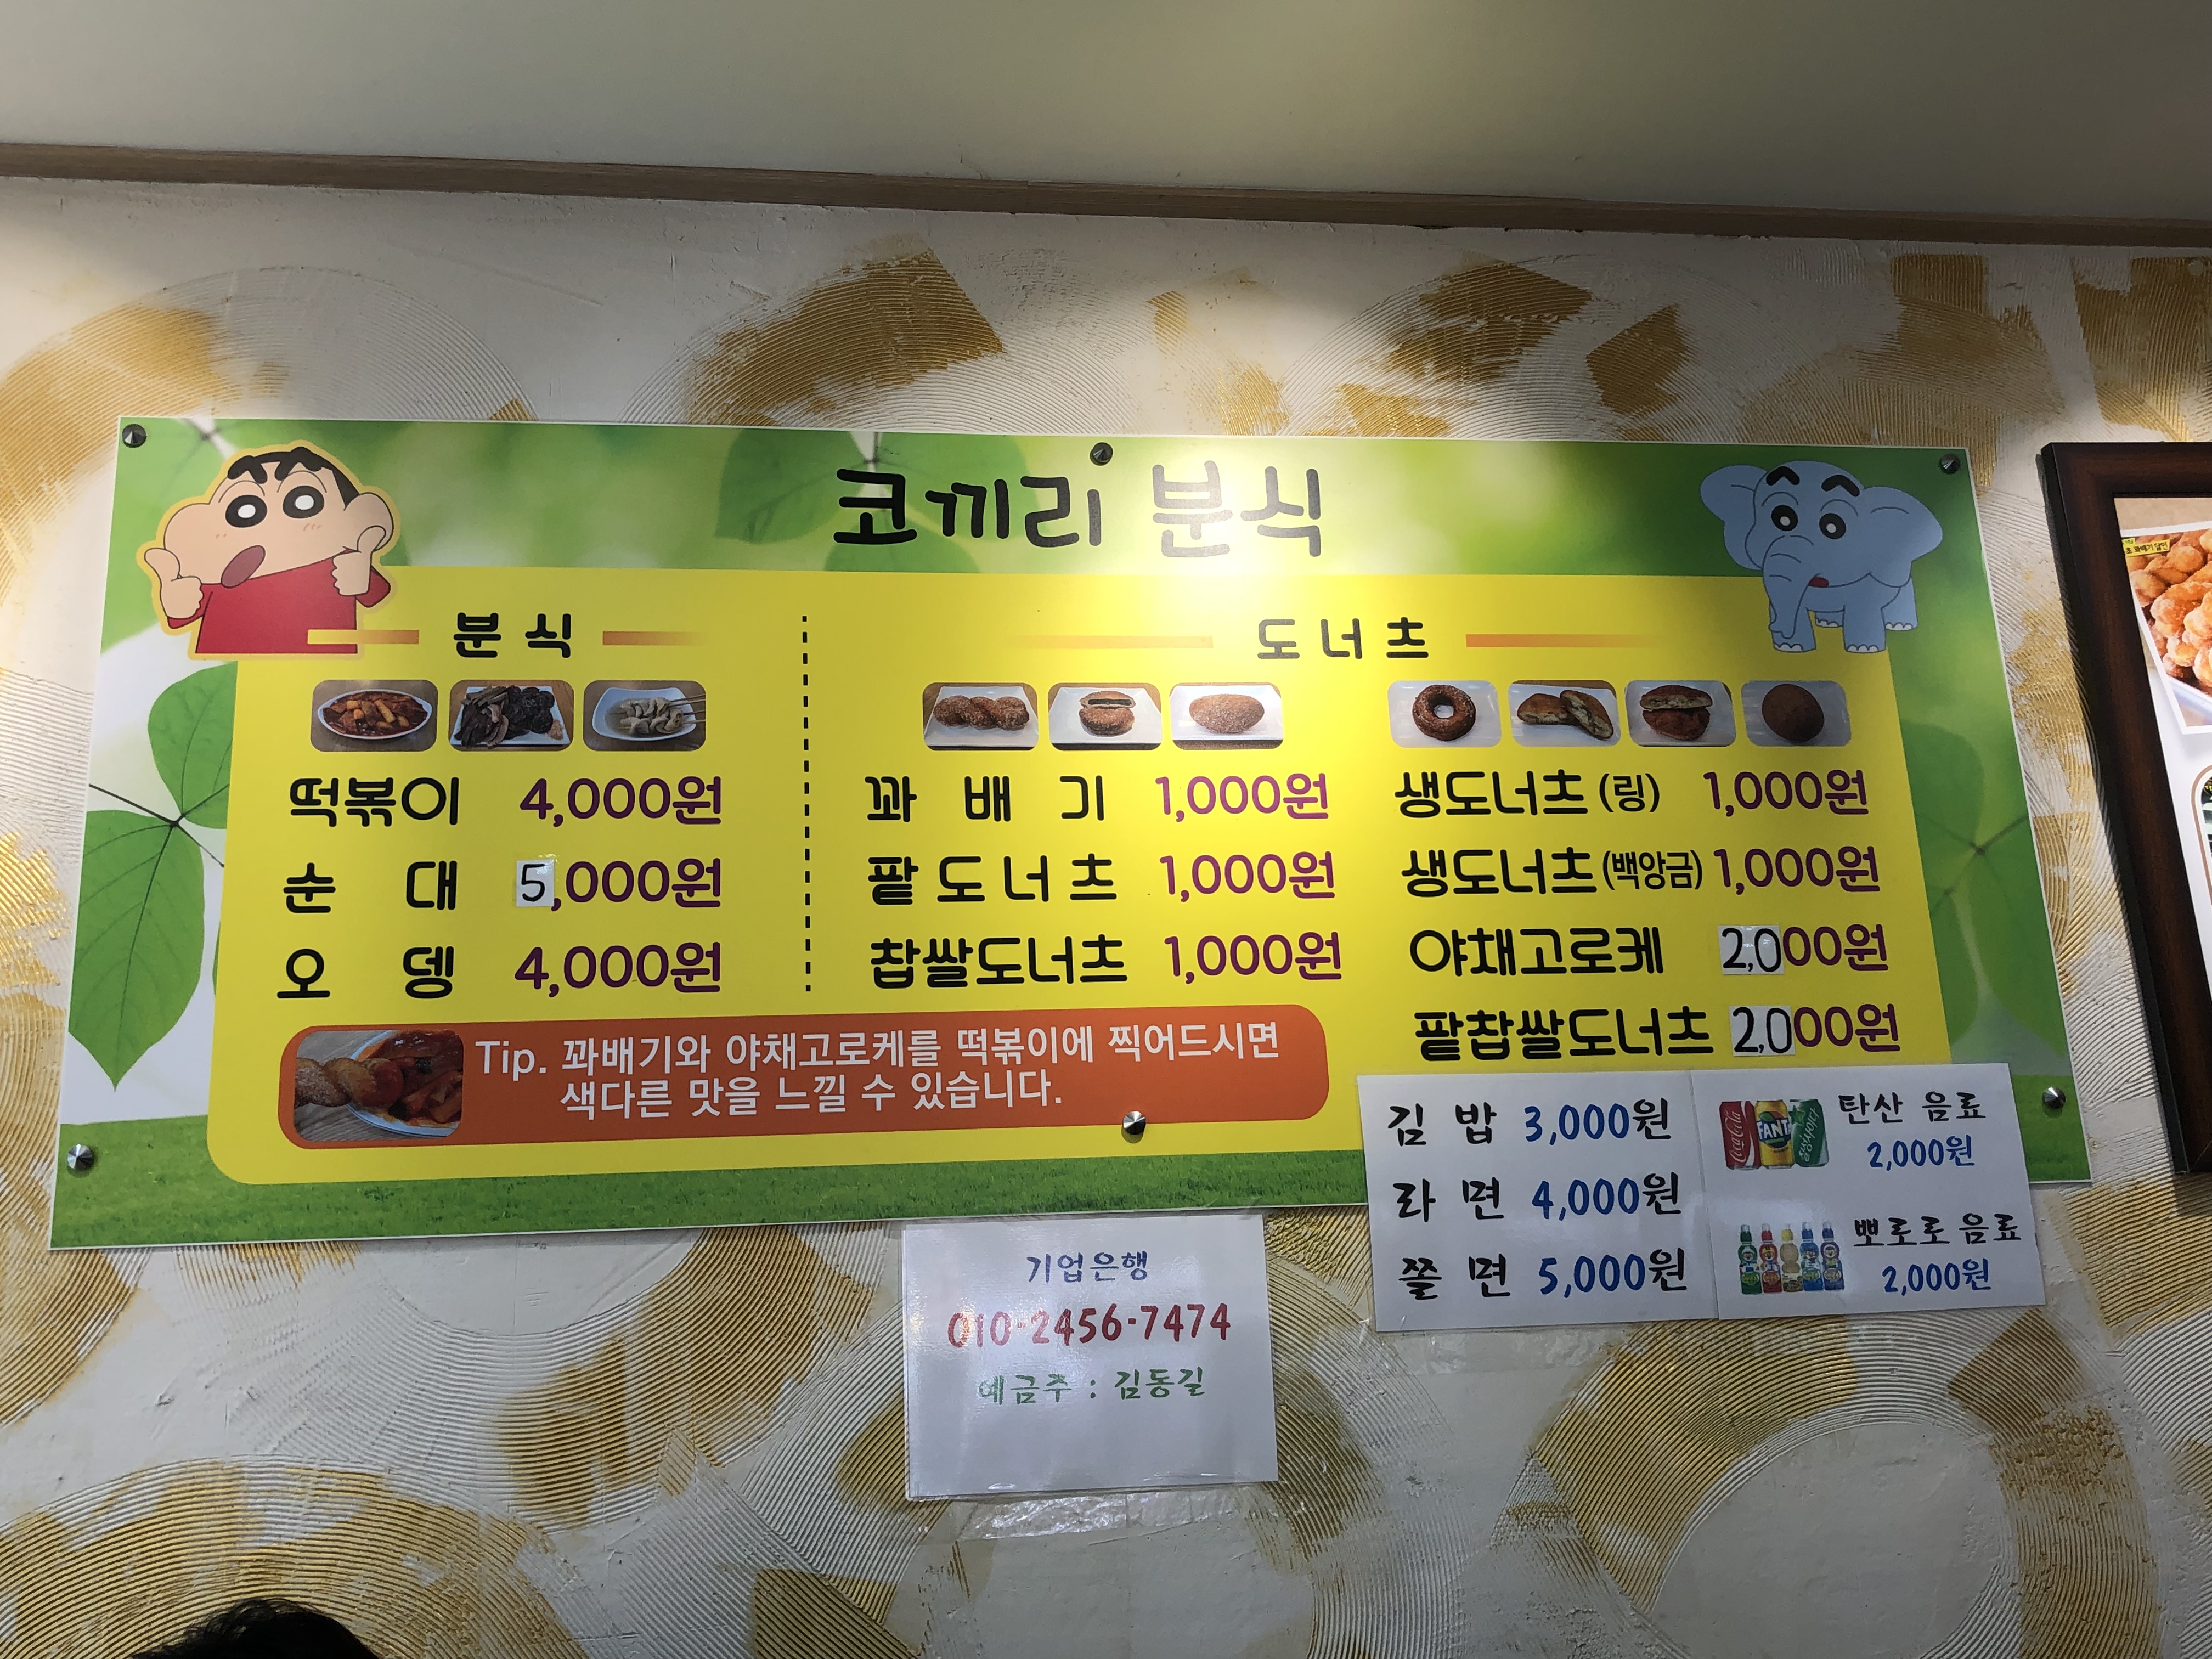 코끼리 분식
분 식
떡볶이 4,000원
순 대 5,000원
오 뎅 4,000원
도 너 츠
꽈 배 기 1,000원
팥 도 너 츠 1,000원
찹쌀도너츠 1,000원
생도너츠 (링) 1,000원
생도너츠 (백앙금) 1,000원
야채고로케 2,000원
팥찹쌀도너츠 2,000원
Tip. 꽈배기와 야채고로케를 떡볶이에 찍어드시면
색다른 맛을 느낄 수 있습니다.
김 밥 3,000원
라 면 4,000원
쫄 면 5,000원
Coca-Cola
FANTA
칠성사이다
탄산 음료
2,000원
뽀로로 음료
2,000원
기업은행
010-2456-7474
예금주 : 김동길